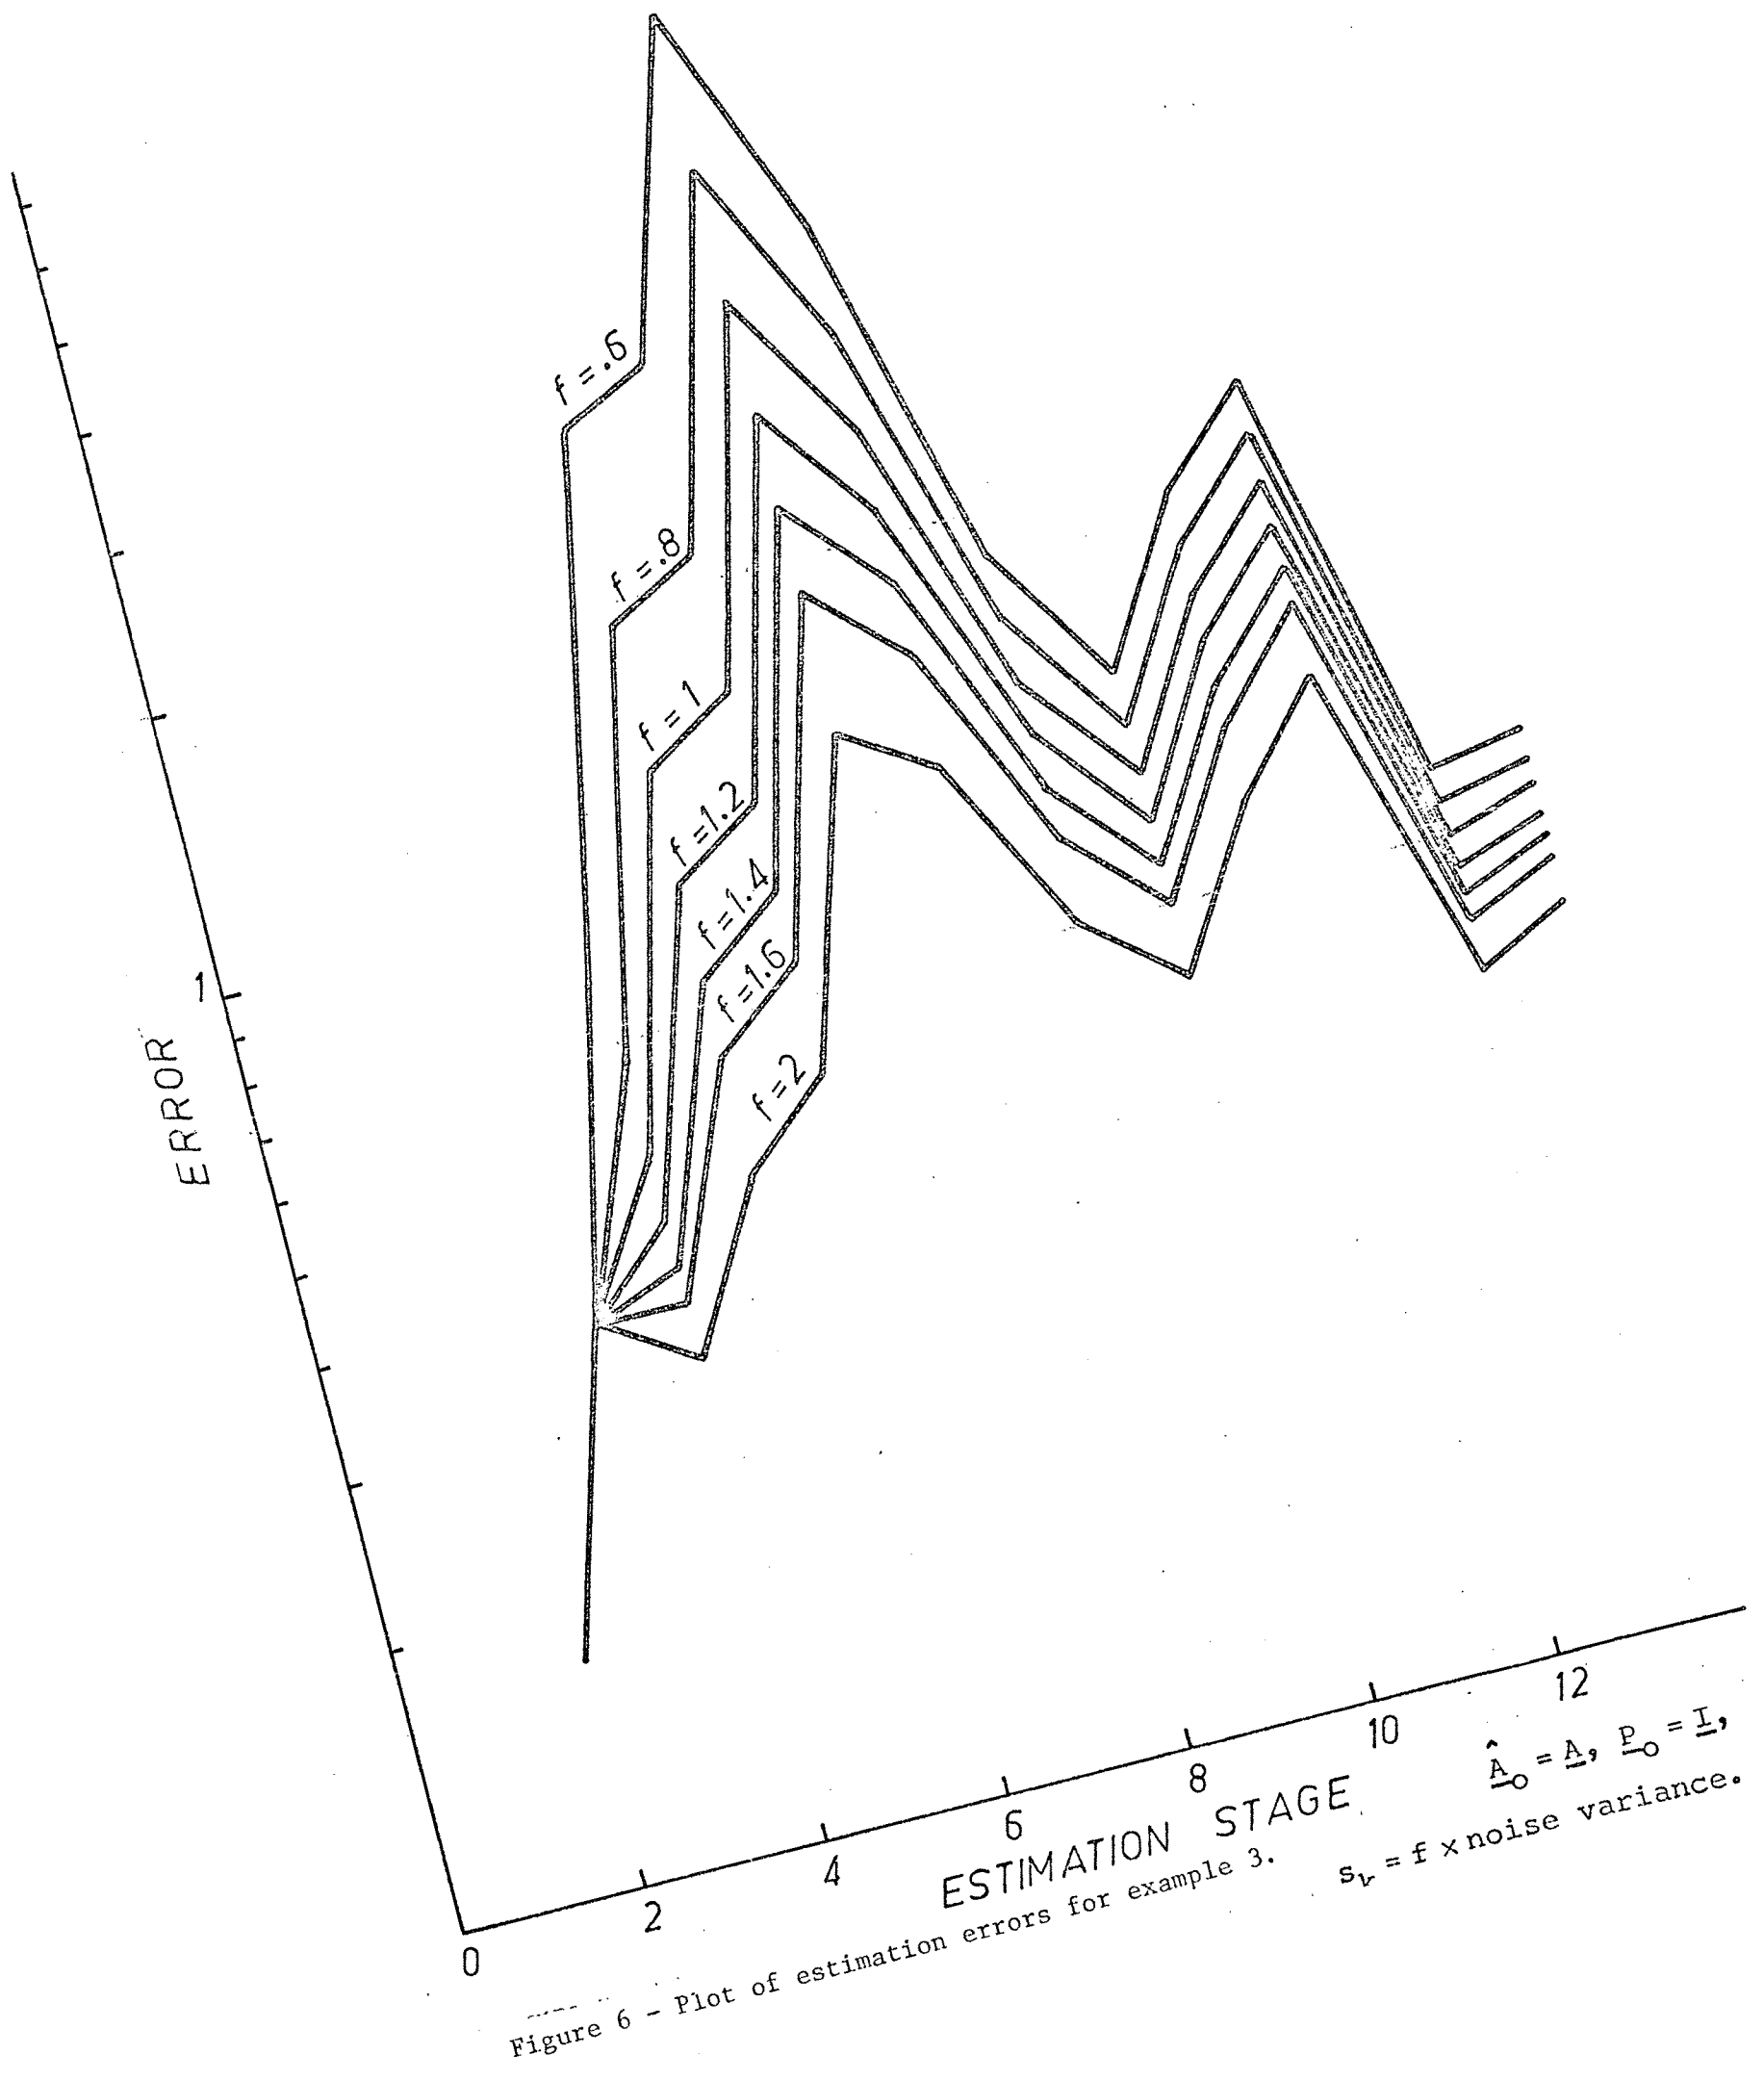 f = .6
f = .8
f = 1
f = 1.2
f = 1.4
f = 1.6
f = 2
1
ERROR
0
2
4
6
8
10
12
ESTIMATION STAGE
Â₀ = A, P₀ = I,
sᵥ = f × noise variance.
Figure 6 - Plot of estimation errors for example 3.